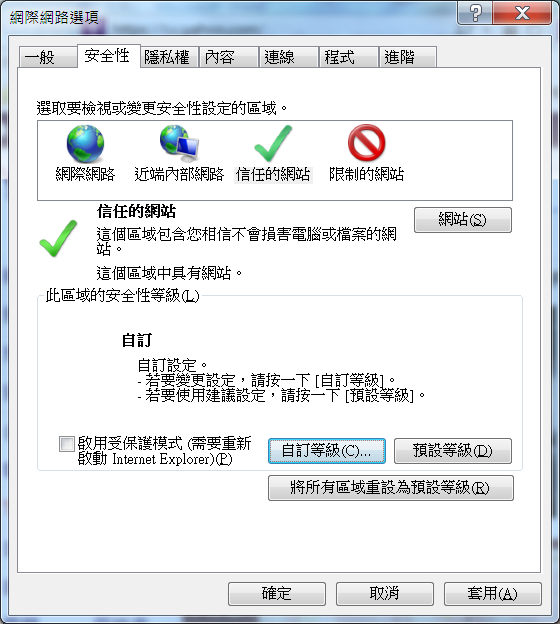 網際網路選項
一般 安全性 隱私權 內容 連線 程式 進階
選取要檢視或變更安全性設定的區域。
網際網路 近端內部網路 信任的網站 限制的網站
信任的網站
網站(S)
這個區域包含您相信不會損害電腦或檔案的網
站。
這個區域中具有網站。
此區域的安全性等級(L)
自訂
自訂設定。
- 若要變更設定，請按一下 [自訂等級]。
- 若要使用建議設定，請按一下 [預設等級]。
啟用受保護模式 (需要重新
啟動 Internet Explorer)(P)
自訂等級(C)... 預設等級(D)
將所有區域重設為預設等級(R)
確定 取消 套用(A)